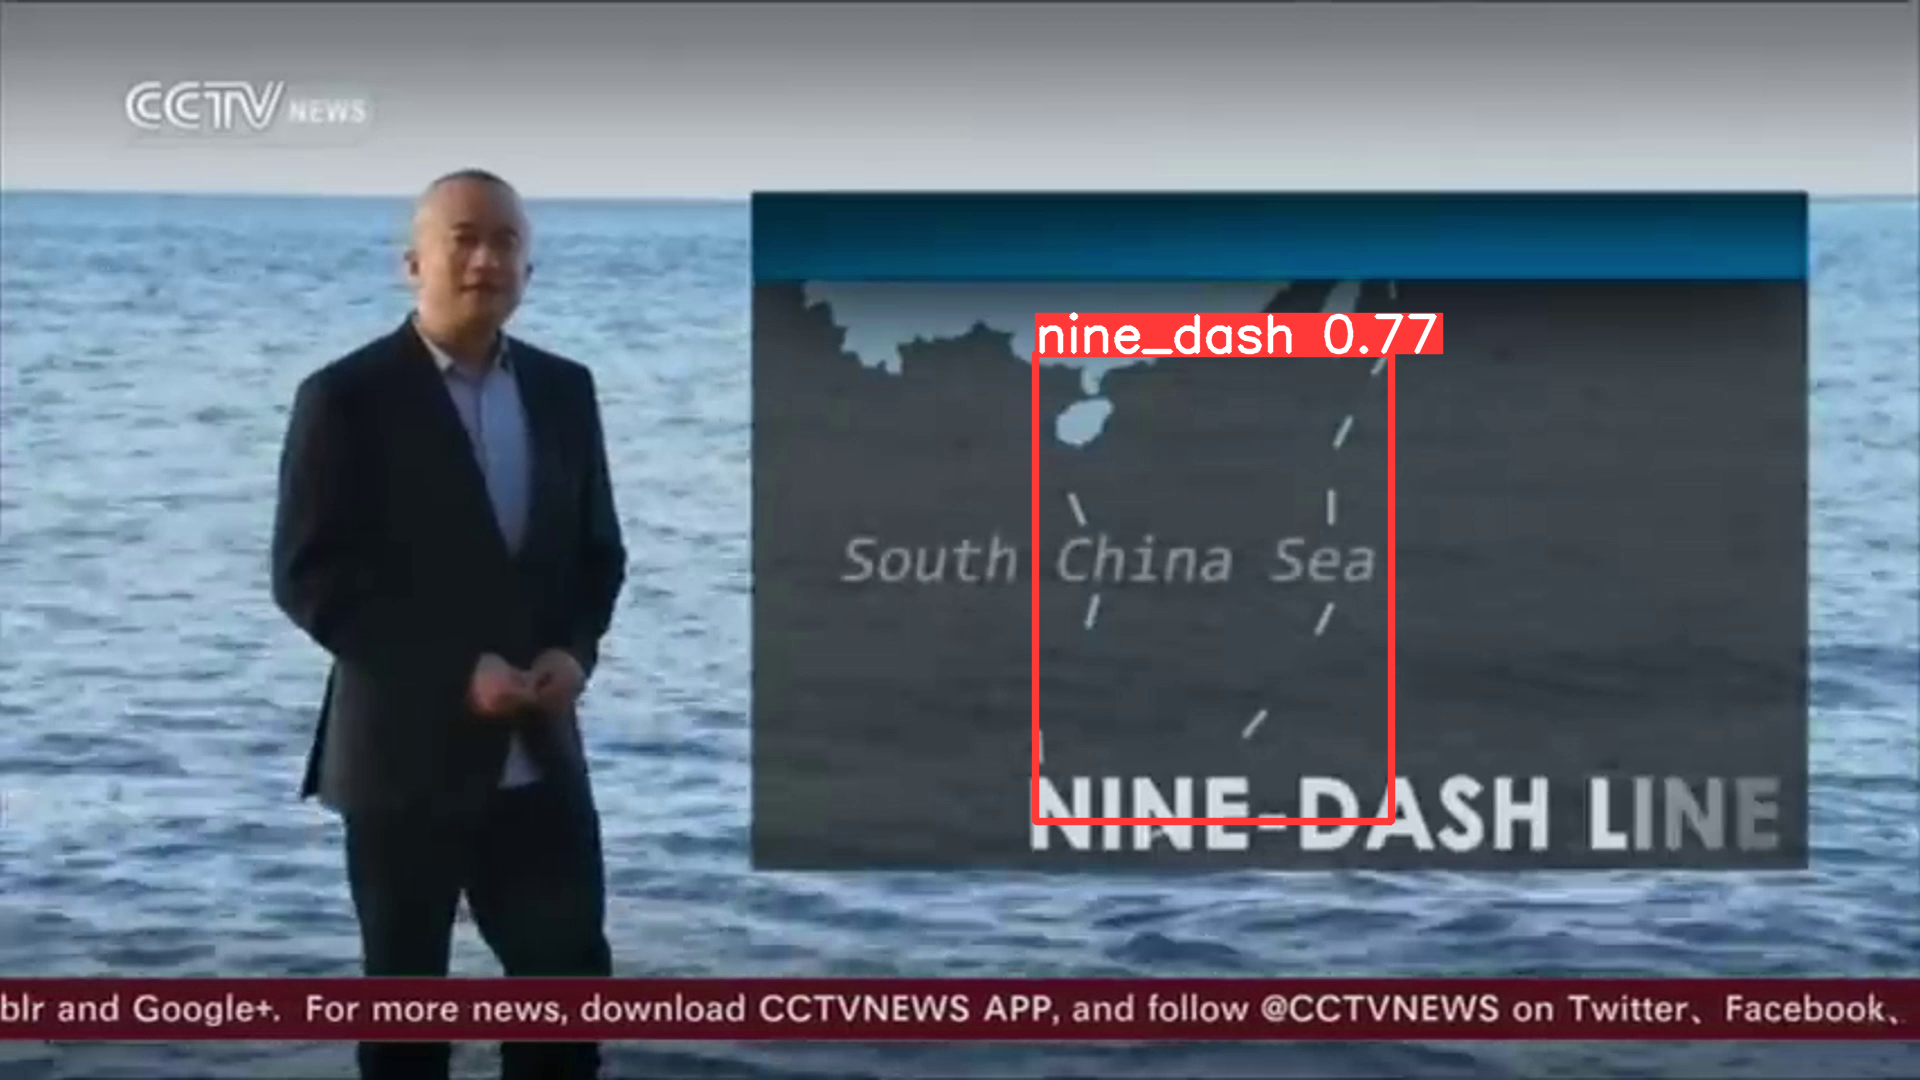 CCTV NEWS
nine_dash 0.77
South China Sea
NINE-DASH LINE
blr and Google+. For more news, download CCTVNEWS APP, and follow @CCTVNEWS on Twitter、Facebook、